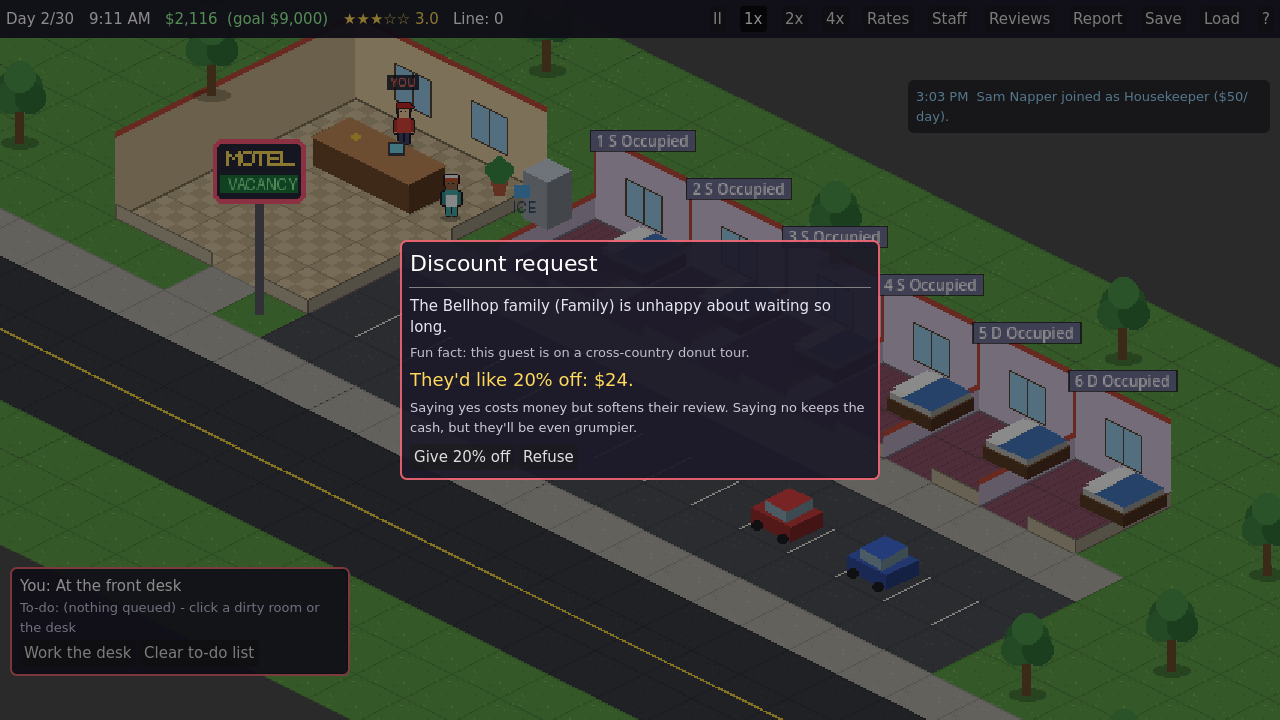 Day 2/30 9:11 AM $2,116 (goal $9,000) ★★★☆☆ 3.0 Line: 0 II 1x 2x 4x Rates Staff Reviews Report Save Load ?
3:03 PM Sam Napper joined as Housekeeper ($50/
day).
YOU
MOTEL
VACANCY
ICE
1 S Occupied
2 S Occupied
3 S Occupied
4 S Occupied
5 D Occupied
6 D Occupied
Discount request
The Bellhop family (Family) is unhappy about waiting so
long.
Fun fact: this guest is on a cross-country donut tour.
They'd like 20% off: $24.
Saying yes costs money but softens their review. Saying no keeps the
cash, but they'll be even grumpier.
Give 20% off Refuse
You: At the front desk
To-do: (nothing queued) - click a dirty room or
the desk
Work the desk Clear to-do list